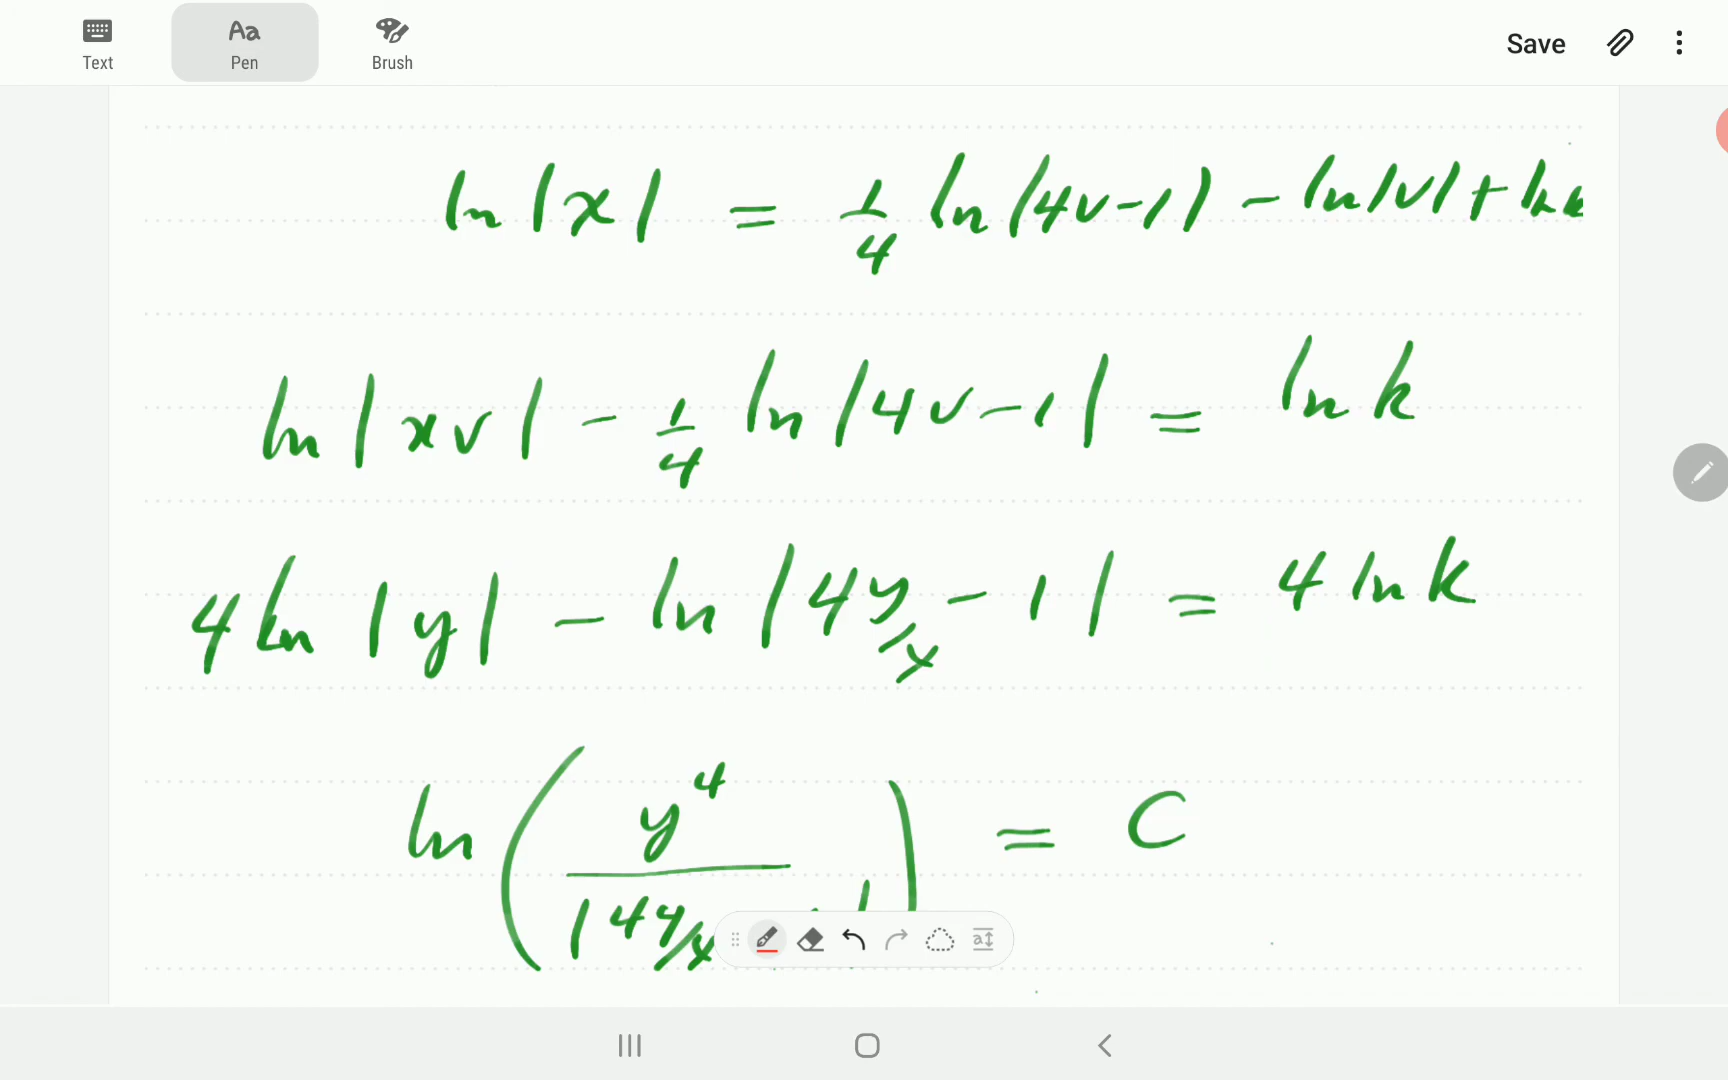 Text Pen Brush Save
ln |x| = 1/4 ln |4v-1| - ln|v| + ln k
ln |xv| - 1/4 ln |4v-1| = ln k
4 ln |y| - ln |4y/x - 1| = 4 ln k
ln ( y^4 / |4y/x
) = C